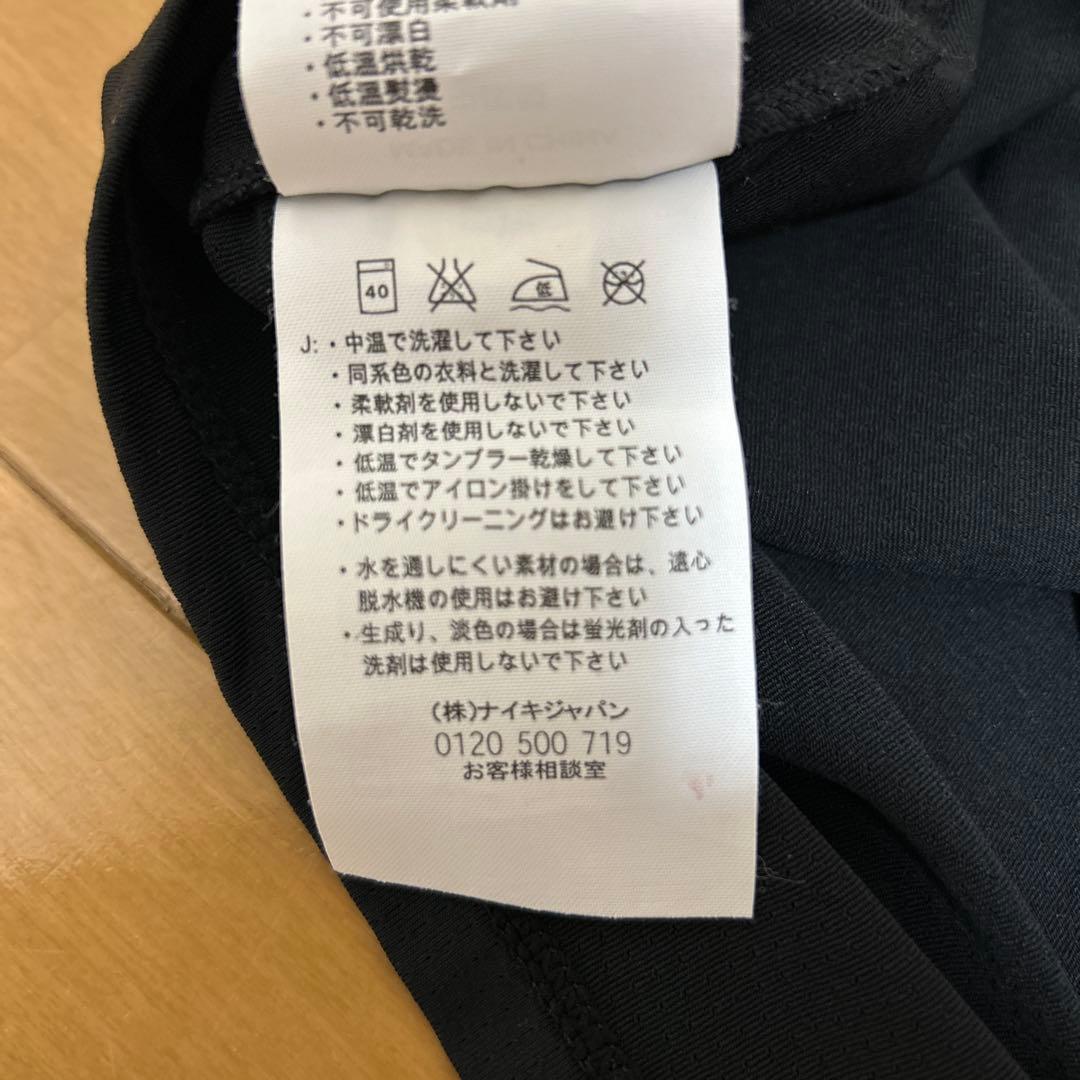 ・不可使用柔軟劑
・不可漂白
・低溫烘乾
・低溫熨燙
・不可乾洗
40
低
J:・中温で洗濯して下さい
・同系色の衣料と洗濯して下さい
・柔軟剤を使用しないで下さい
・漂白剤を使用しないで下さい
・低温でタンブラー乾燥して下さい
・低温でアイロン掛けをして下さい
・ドライクリーニングはお避け下さい
・水を通しにくい素材の場合は、遠心
脱水機の使用はお避け下さい
・生成り、淡色の場合は蛍光剤の入った
洗剤は使用しないで下さい
(株)ナイキジャパン
0120 500 719
お客様相談室